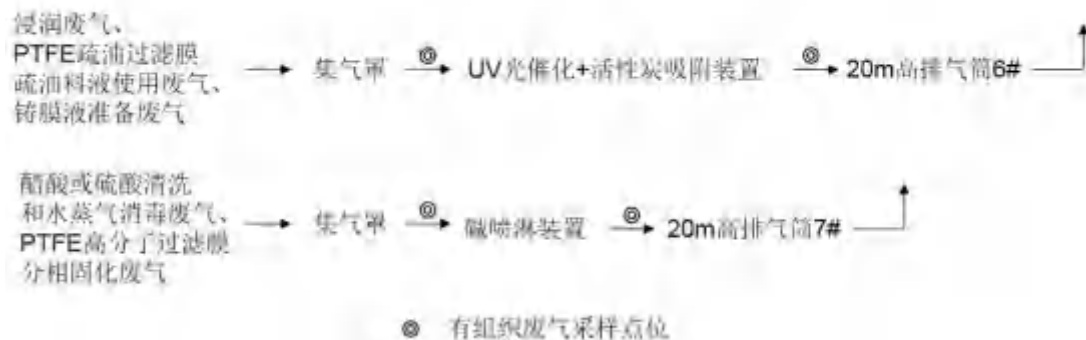 浸润废气、
PTFE疏油过滤膜
疏油料液使用废气、
铸膜液准备废气
集气罩
UV光催化+活性炭吸附装置
20m高排气筒6#
醋酸或硫酸清洗
和水蒸气消毒废气、
PTFE高分子过滤膜
分相固化废气
集气罩
碱喷淋装置
20m高排气筒7#
◎ 有组织废气采样点位